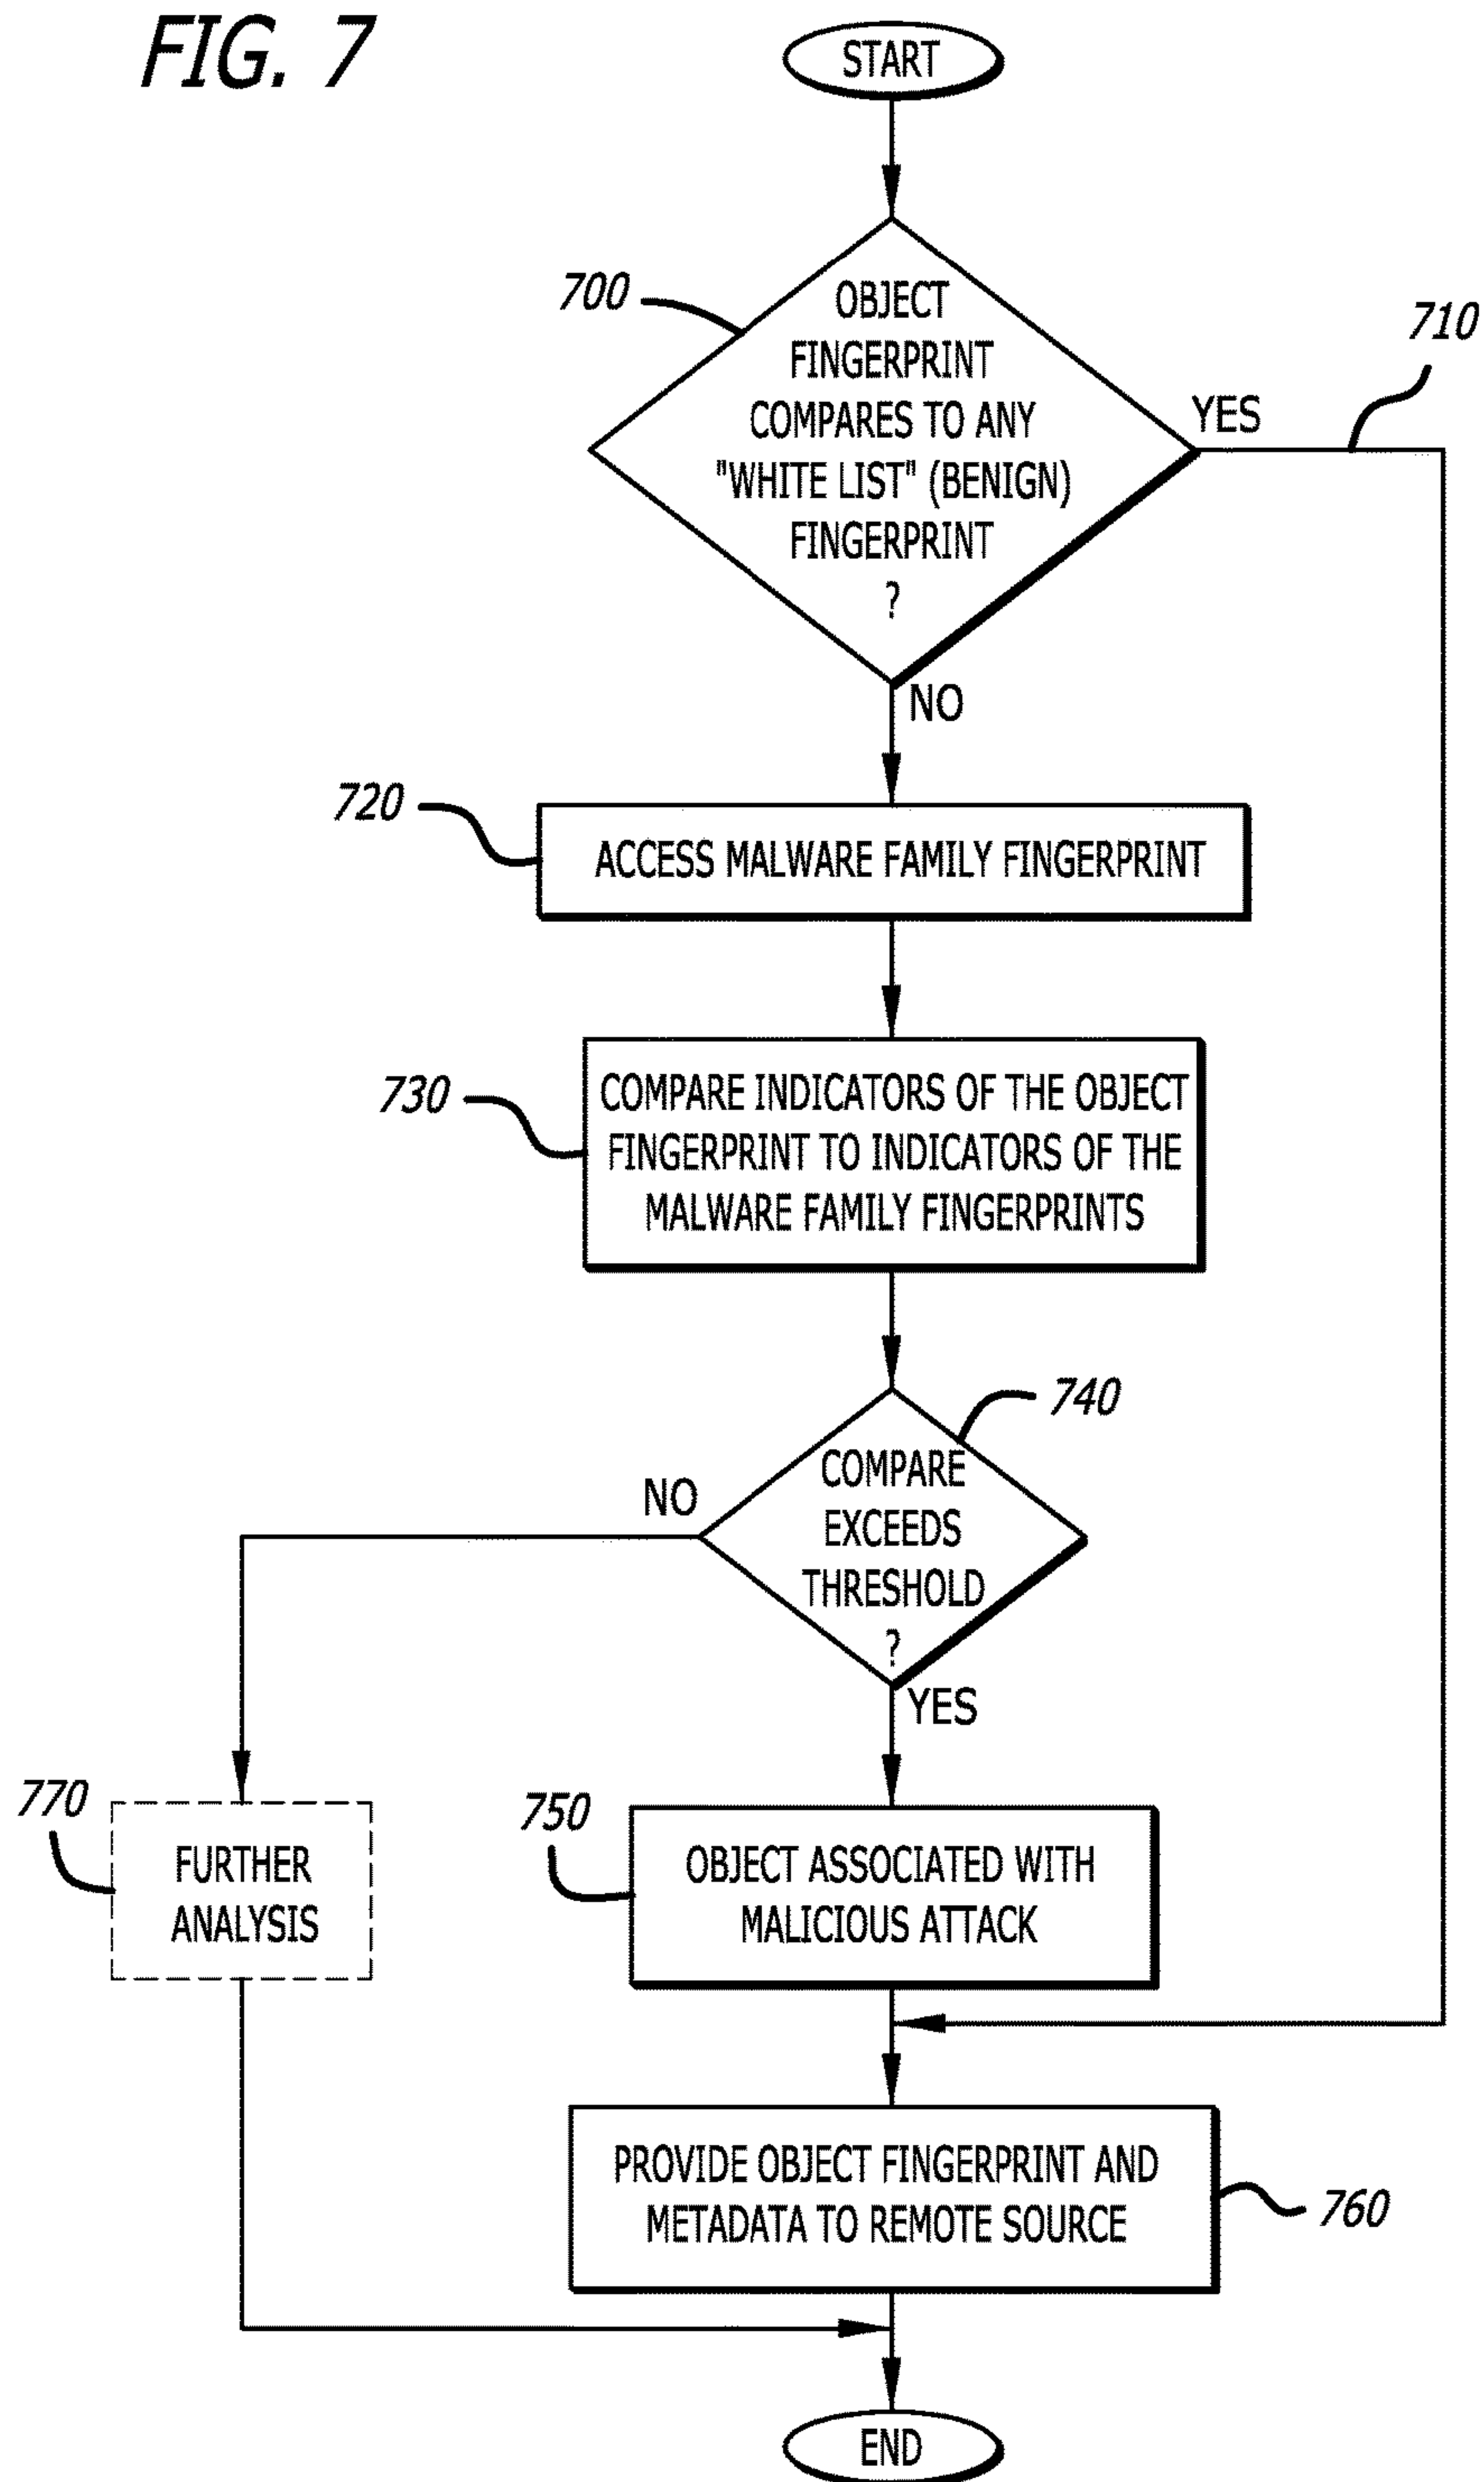 FIG. 7
START
700
OBJECT
FINGERPRINT
COMPARES TO ANY
"WHITE LIST" (BENIGN)
FINGERPRINT
?
YES
710
NO
720
ACCESS MALWARE FAMILY FINGERPRINT
730
COMPARE INDICATORS OF THE OBJECT
FINGERPRINT TO INDICATORS OF THE
MALWARE FAMILY FINGERPRINTS
740
COMPARE
EXCEEDS
THRESHOLD
?
NO
YES
770
FURTHER
ANALYSIS
750
OBJECT ASSOCIATED WITH
MALICIOUS ATTACK
PROVIDE OBJECT FINGERPRINT AND
METADATA TO REMOTE SOURCE
760
END